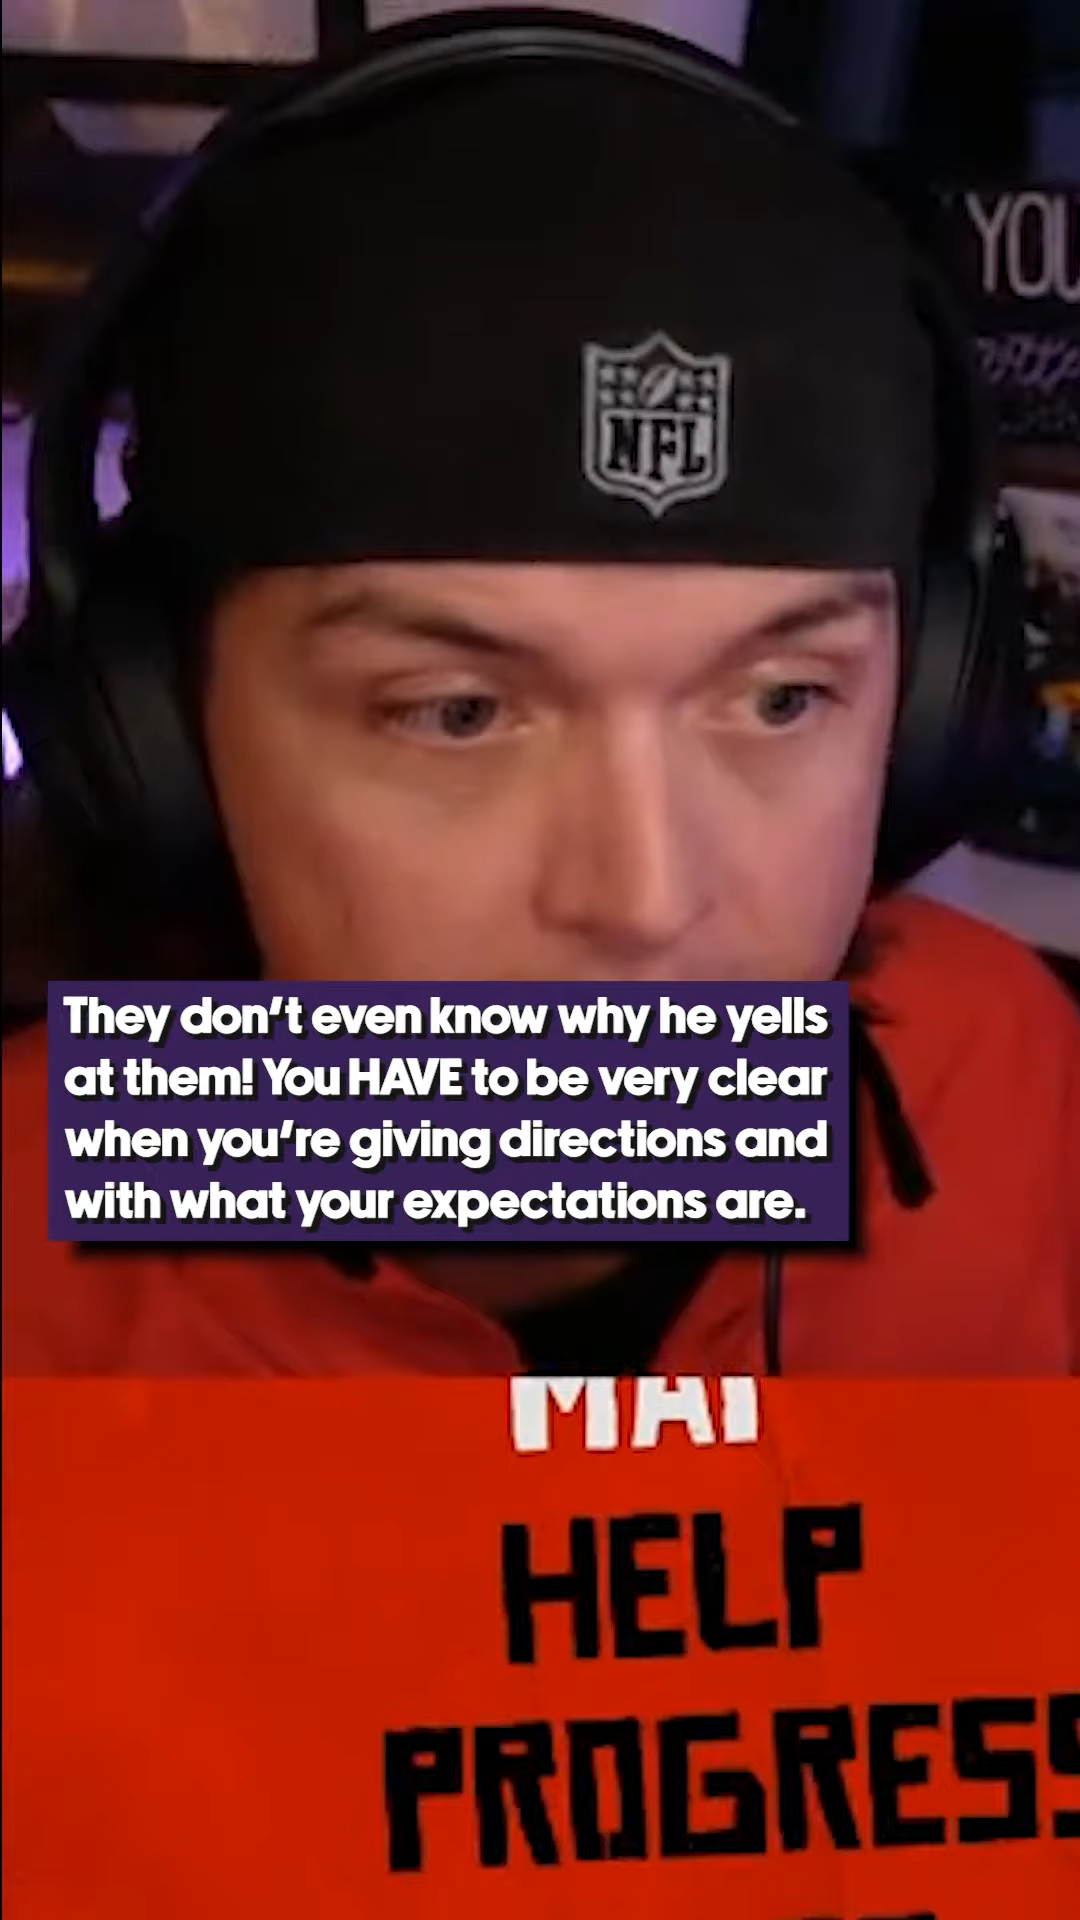 YOU
NFL
They don't even know why he yells
at them! You HAVE to be very clear
when you're giving directions and
with what your expectations are.
HELP
PROGRESS